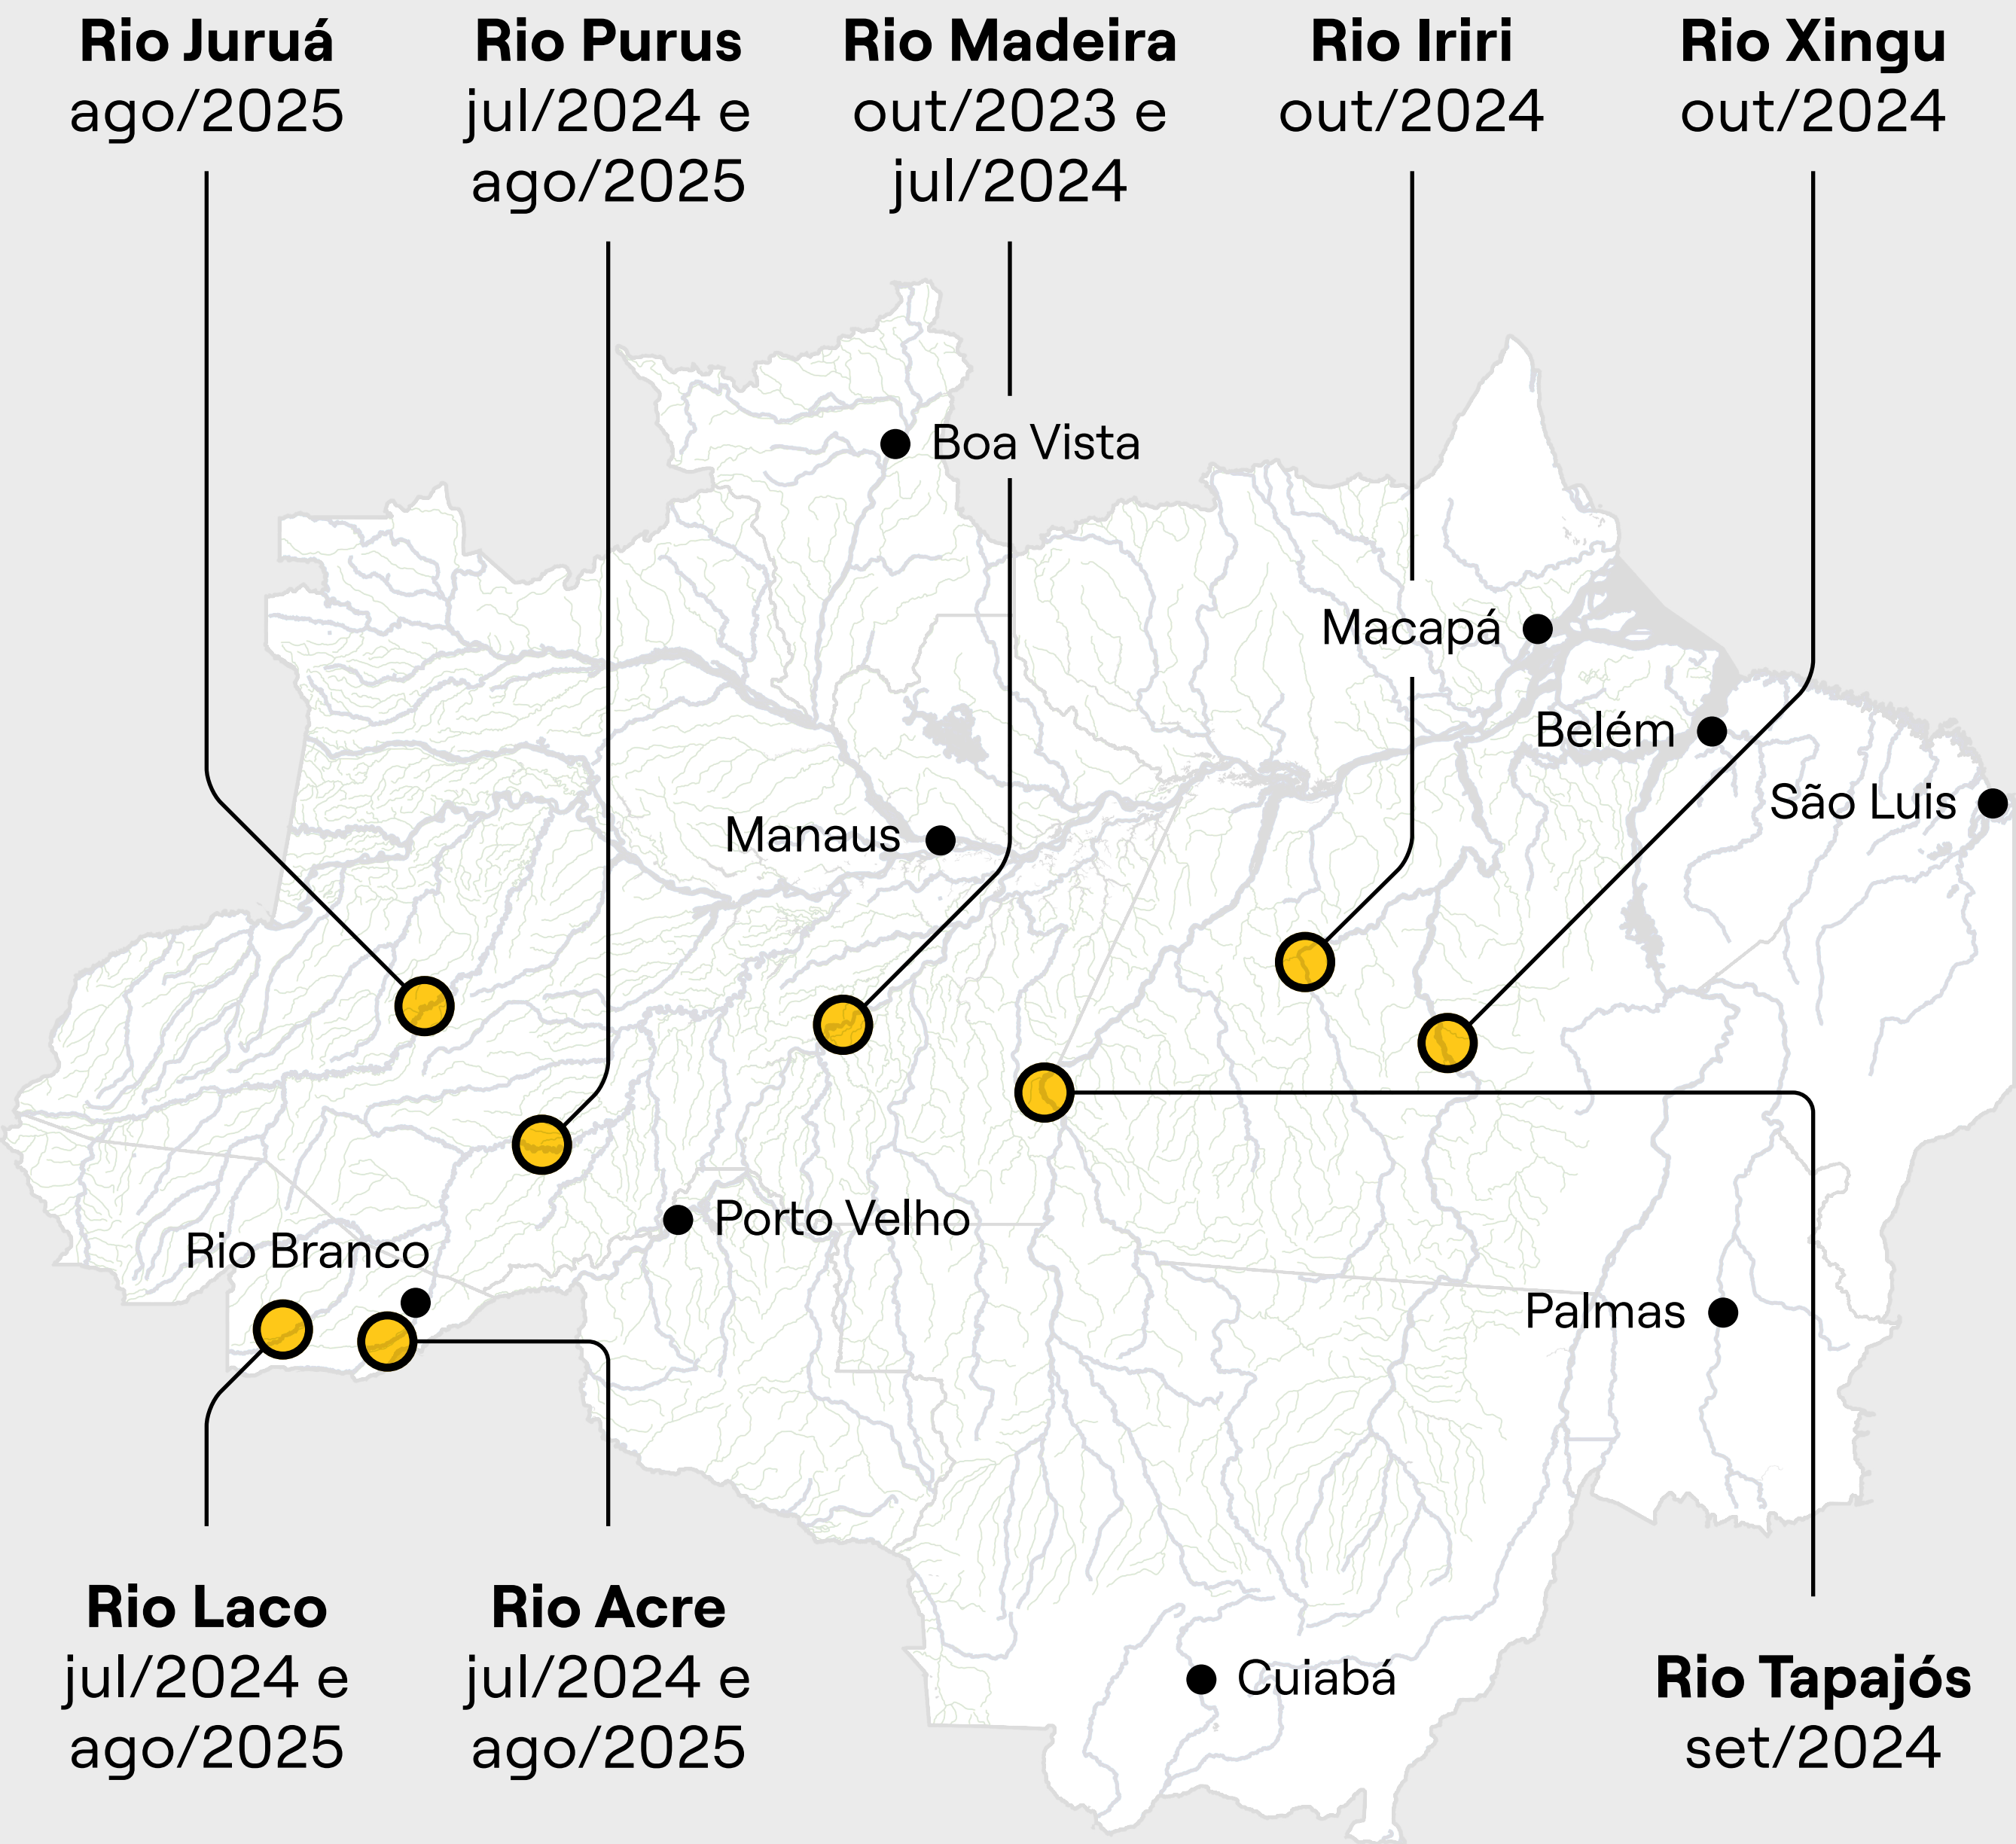 Rio Juruá
ago/2025
Rio Purus
jul/2024 e
ago/2025
Rio Madeira
out/2023 e
jul/2024
Rio Iriri
out/2024
Rio Xingu
out/2024
Boa Vista
Macapá
Belém
São Luis
Manaus
Porto Velho
Rio Branco
Palmas
Cuiabá
Rio Laco
jul/2024 e
ago/2025
Rio Acre
jul/2024 e
ago/2025
Rio Tapajós
set/2024